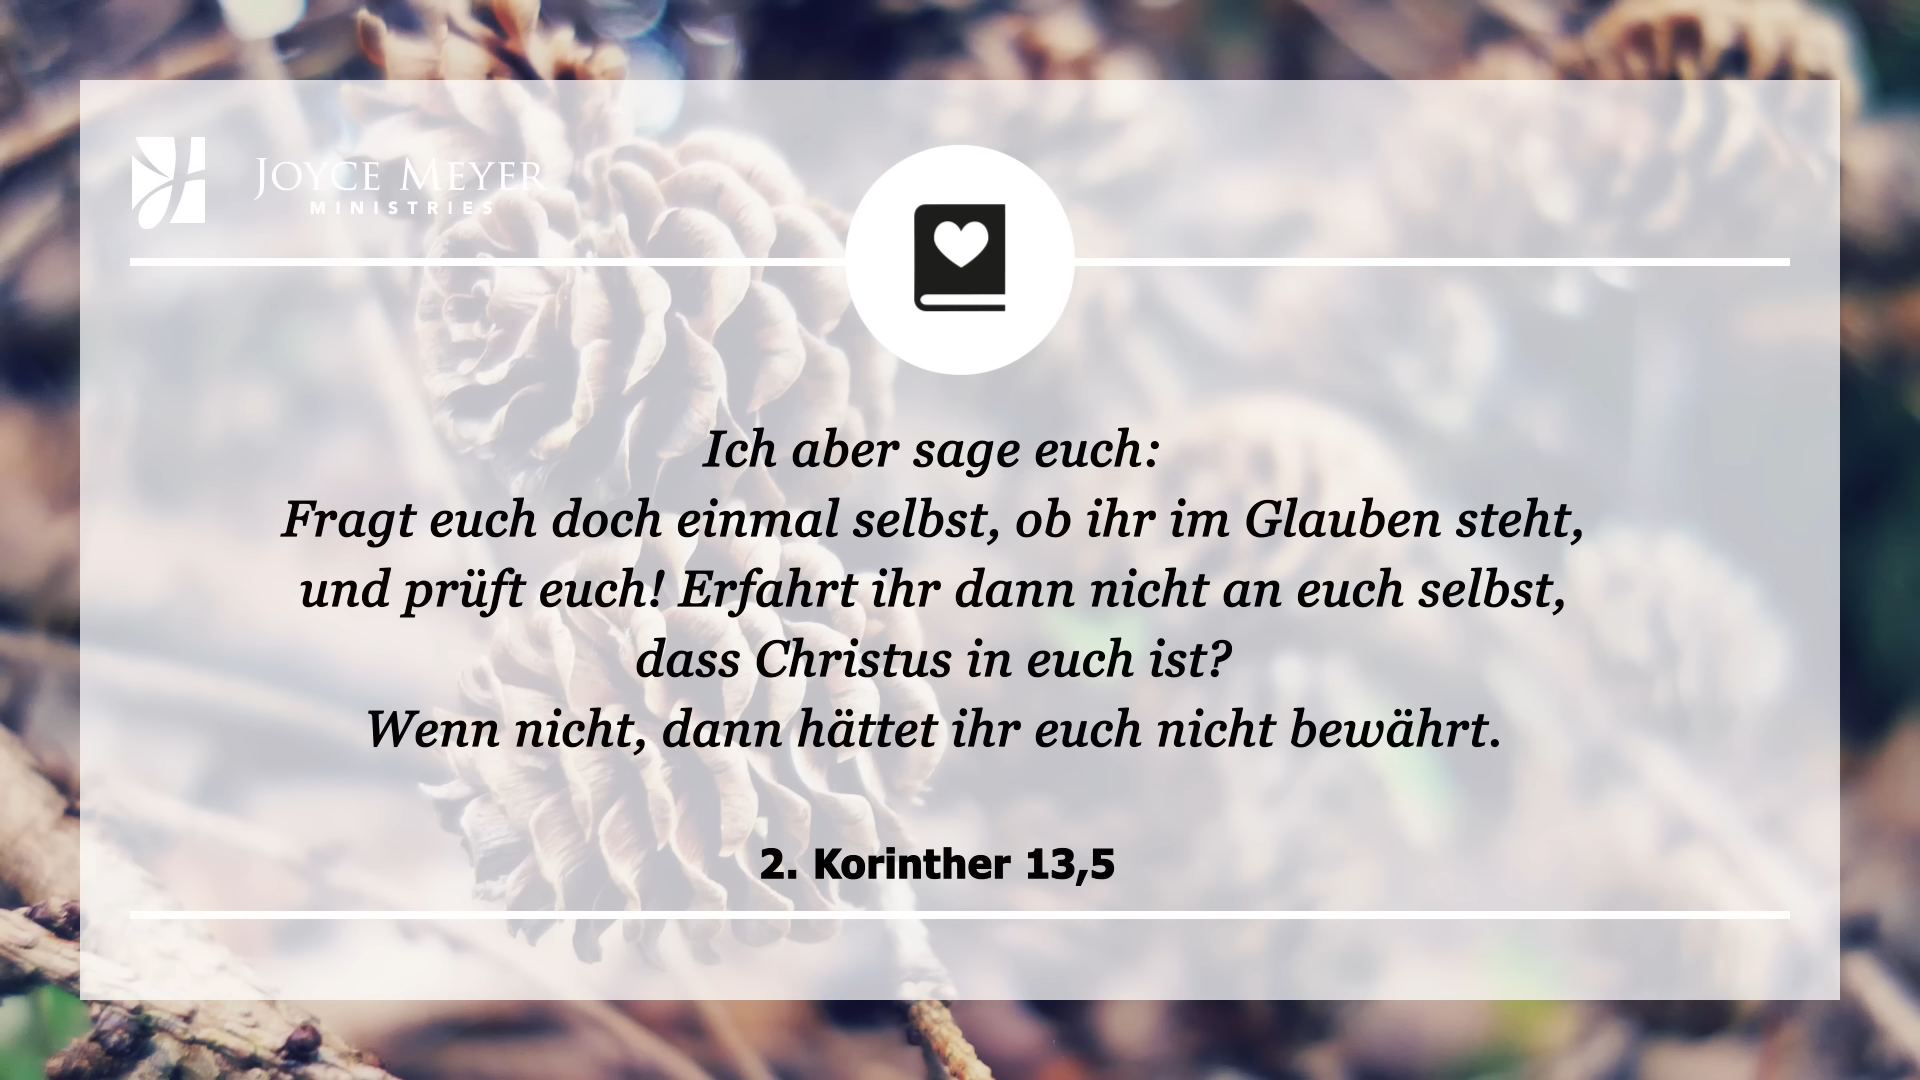 JOYCE MEYER
MINISTRIES
Ich aber sage euch:
Fragt euch doch einmal selbst, ob ihr im Glauben steht,
und prüft euch! Erfahrt ihr dann nicht an euch selbst,
dass Christus in euch ist?
Wenn nicht, dann hättet ihr euch nicht bewährt.
2. Korinther 13,5